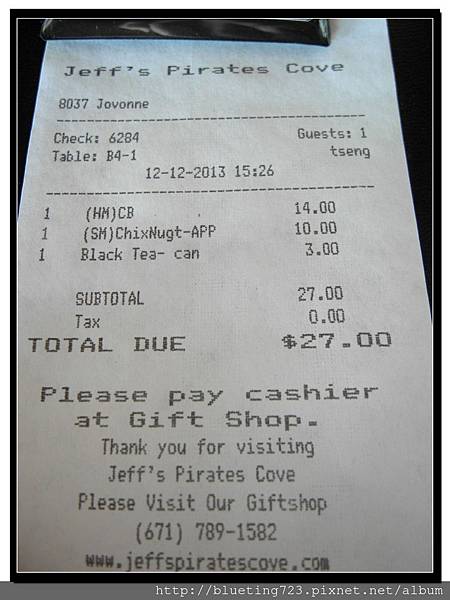 Jeff's Pirates Cove
8037 Jovonne
Check: 6284 Guests: 1
Table: B4-1 tseng
12-12-2013 15:26
1 (HM)CB 14.00
1 (SM)ChixNugt-APP 10.00
1 Black Tea- can 3.00
SUBTOTAL 27.00
Tax 0.00
TOTAL DUE $27.00
Please pay cashier
at Gift Shop.
Thank you for visiting
Jeff's Pirates Cove
Please Visit Our Giftshop
(671) 789-1582
www.jeffspiratescove.com
http://blueting723.pixnet.net/album